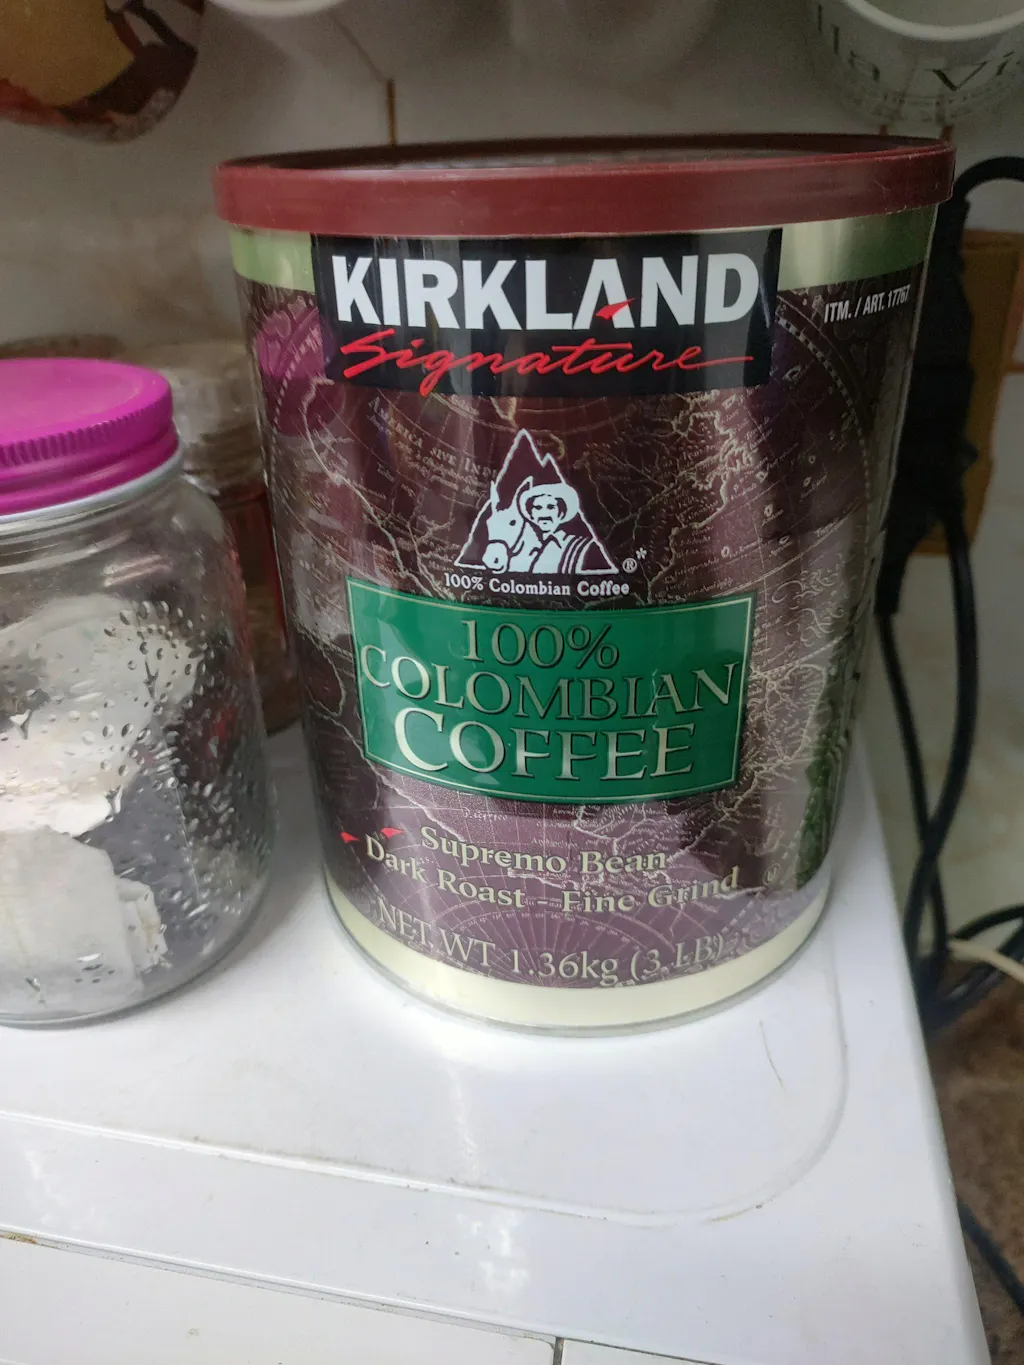 KIRKLAND
Signature
ITM. / ART. 17767
100% Colombian Coffee ®*
100%
COLOMBIAN
COFFEE
Supremo Bean
Dark Roast - Fine Grind
NET WT 1.36kg (3 LB)